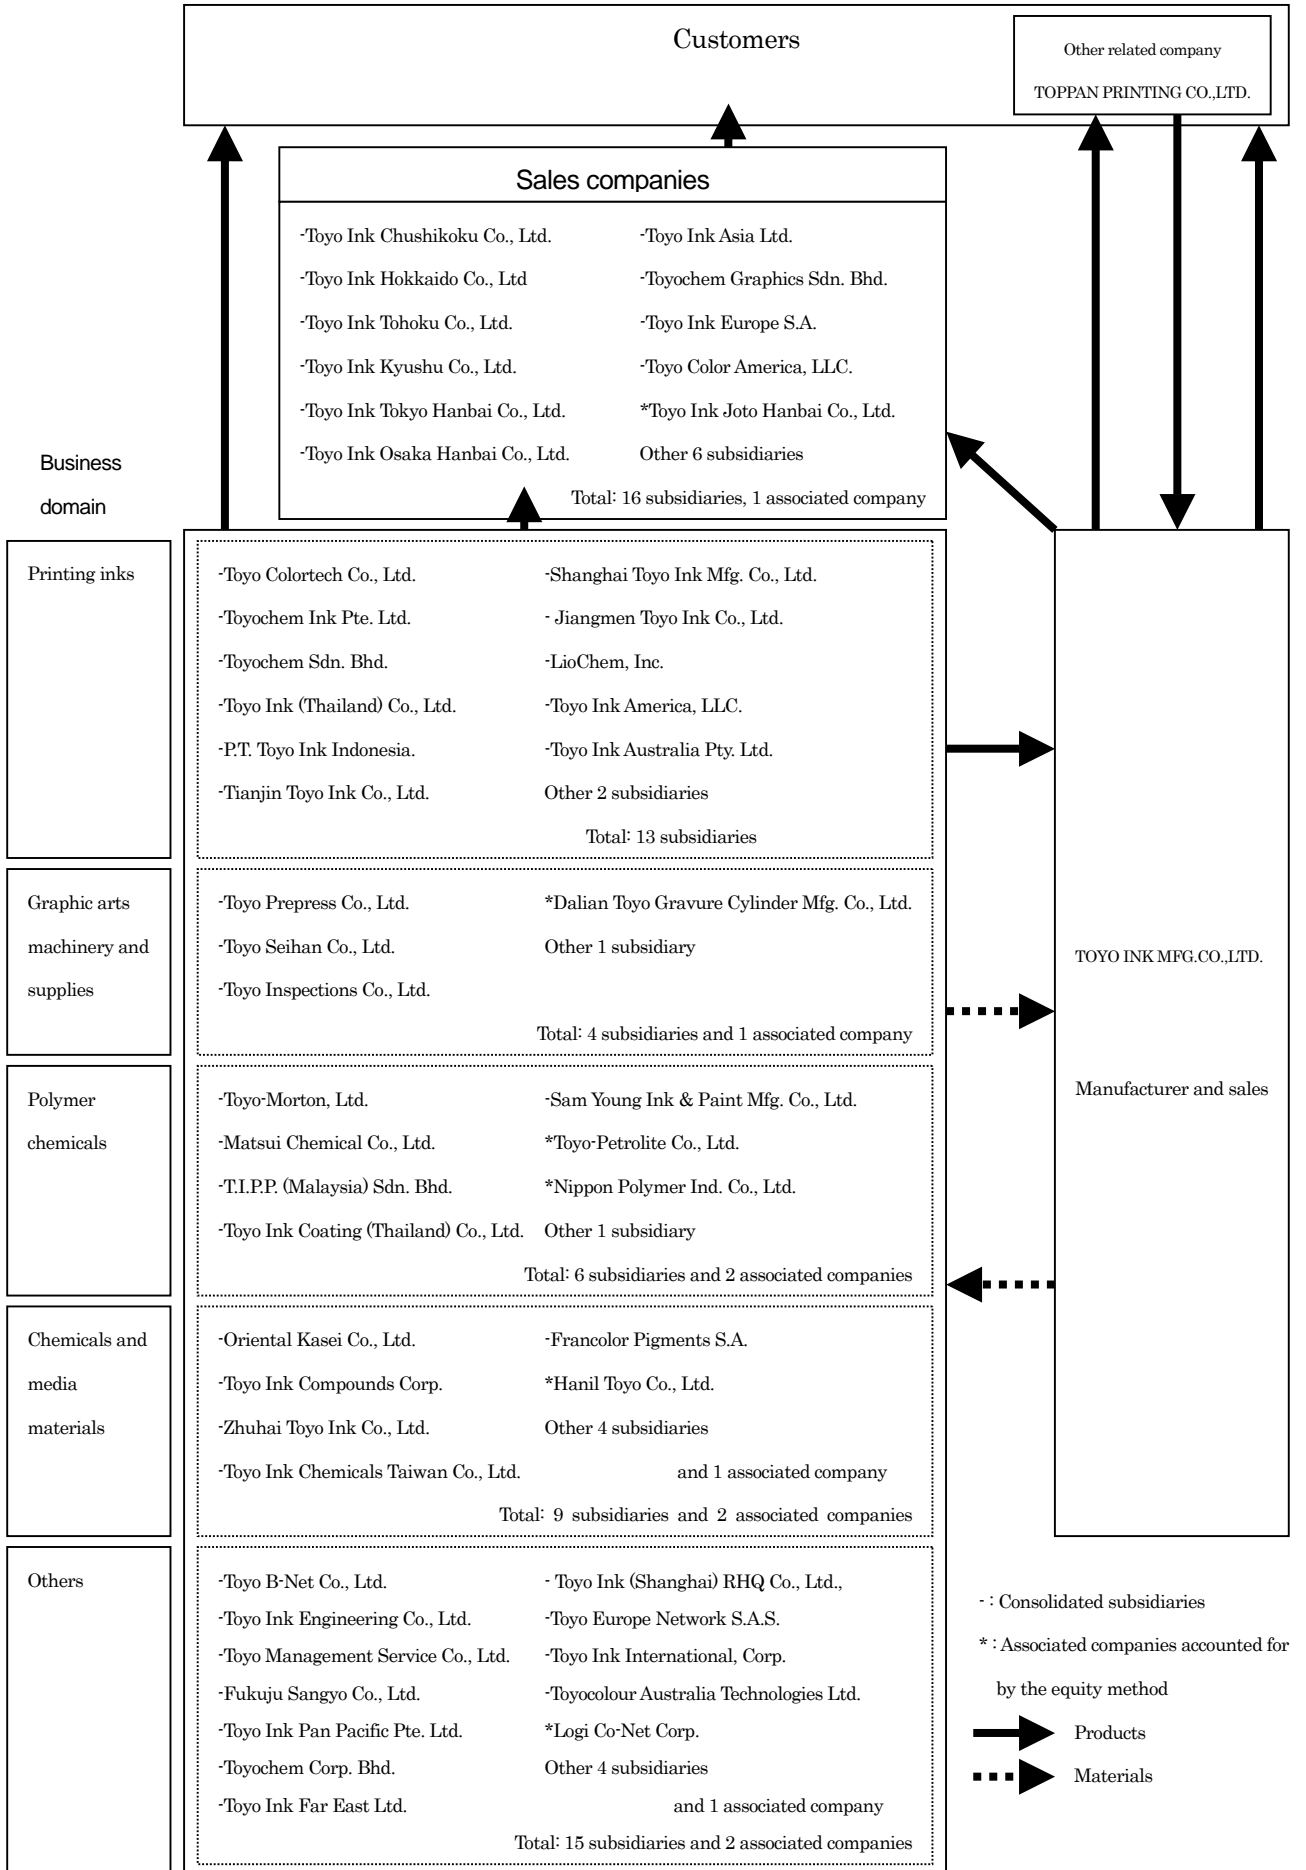 Customers
Other related company
TOPPAN PRINTING CO.,LTD.
Sales companies
-Toyo Ink Chushikoku Co., Ltd.
-Toyo Ink Asia Ltd.
-Toyo Ink Hokkaido Co., Ltd
-Toyochem Graphics Sdn. Bhd.
-Toyo Ink Tohoku Co., Ltd.
-Toyo Ink Europe S.A.
-Toyo Ink Kyushu Co., Ltd.
-Toyo Color America, LLC.
-Toyo Ink Tokyo Hanbai Co., Ltd.
*Toyo Ink Joto Hanbai Co., Ltd.
-Toyo Ink Osaka Hanbai Co., Ltd.
Other 6 subsidiaries
Total: 16 subsidiaries, 1 associated company
Business
domain
Printing inks
-Toyo Colortech Co., Ltd.
-Shanghai Toyo Ink Mfg. Co., Ltd.
-Toyochem Ink Pte. Ltd.
- Jiangmen Toyo Ink Co., Ltd.
-Toyochem Sdn. Bhd.
-LioChem, Inc.
-Toyo Ink (Thailand) Co., Ltd.
-Toyo Ink America, LLC.
-P.T. Toyo Ink Indonesia.
-Toyo Ink Australia Pty. Ltd.
-Tianjin Toyo Ink Co., Ltd.
Other 2 subsidiaries
Total: 13 subsidiaries
Graphic arts
machinery and
supplies
-Toyo Prepress Co., Ltd.
*Dalian Toyo Gravure Cylinder Mfg. Co., Ltd.
-Toyo Seihan Co., Ltd.
Other 1 subsidiary
-Toyo Inspections Co., Ltd.
Total: 4 subsidiaries and 1 associated company
TOYO INK MFG.CO.,LTD.
Manufacturer and sales
Polymer
chemicals
-Toyo-Morton, Ltd.
-Sam Young Ink & Paint Mfg. Co., Ltd.
-Matsui Chemical Co., Ltd.
*Toyo-Petrolite Co., Ltd.
-T.I.P.P. (Malaysia) Sdn. Bhd.
*Nippon Polymer Ind. Co., Ltd.
-Toyo Ink Coating (Thailand) Co., Ltd.
Other 1 subsidiary
Total: 6 subsidiaries and 2 associated companies
Chemicals and
media
materials
-Oriental Kasei Co., Ltd.
-Francolor Pigments S.A.
-Toyo Ink Compounds Corp.
*Hanil Toyo Co., Ltd.
-Zhuhai Toyo Ink Co., Ltd.
Other 4 subsidiaries
-Toyo Ink Chemicals Taiwan Co., Ltd.
and 1 associated company
Total: 9 subsidiaries and 2 associated companies
Others
-Toyo B-Net Co., Ltd.
- Toyo Ink (Shanghai) RHQ Co., Ltd.,
-Toyo Ink Engineering Co., Ltd.
-Toyo Europe Network S.A.S.
-Toyo Management Service Co., Ltd.
-Toyo Ink International, Corp.
-Fukuju Sangyo Co., Ltd.
-Toyocolour Australia Technologies Ltd.
-Toyo Ink Pan Pacific Pte. Ltd.
*Logi Co-Net Corp.
-Toyochem Corp. Bhd.
Other 4 subsidiaries
-Toyo Ink Far East Ltd.
and 1 associated company
Total: 15 subsidiaries and 2 associated companies
- : Consolidated subsidiaries
* : Associated companies accounted for
by the equity method
Products
Materials